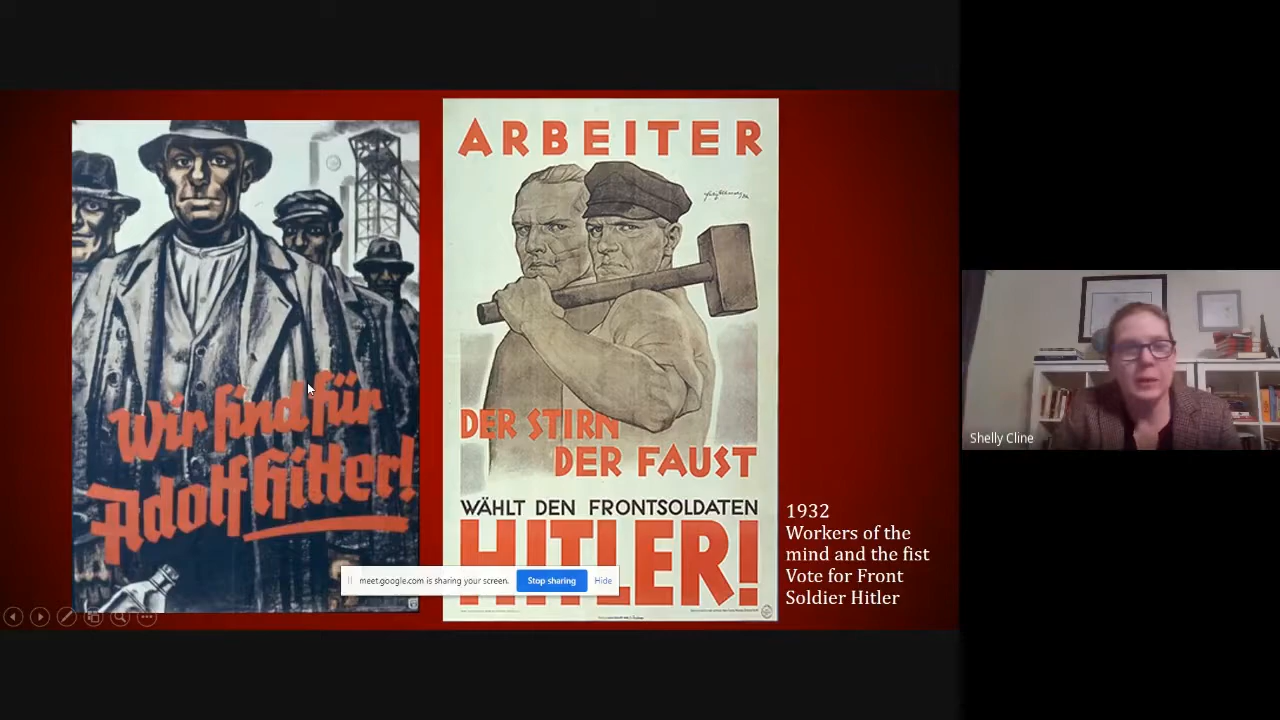 Wir sind für
Adolf Hitler!
ARBEITER
DER STIRN
DER FAUST
WÄHLT DEN FRONTSOLDATEN
HITLER!
1932
Workers of the
mind and the fist
Vote for Front
Soldier Hitler
meet.google.com is sharing your screen.
Stop sharing
Hide
Shelly Cline